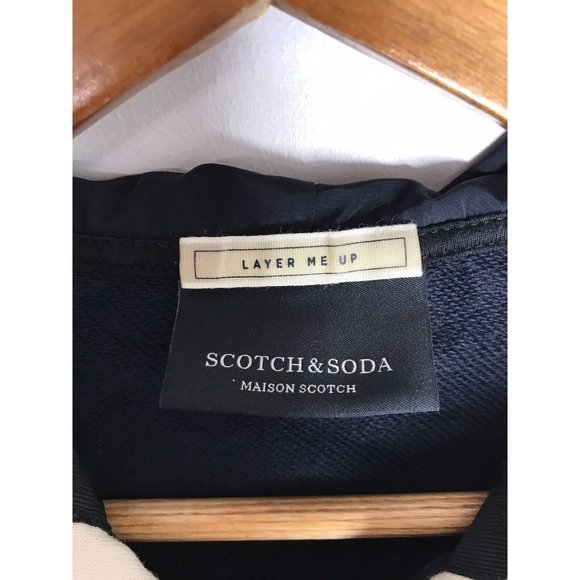 LAYER ME UP
SCOTCH & SODA
MAISON SCOTCH